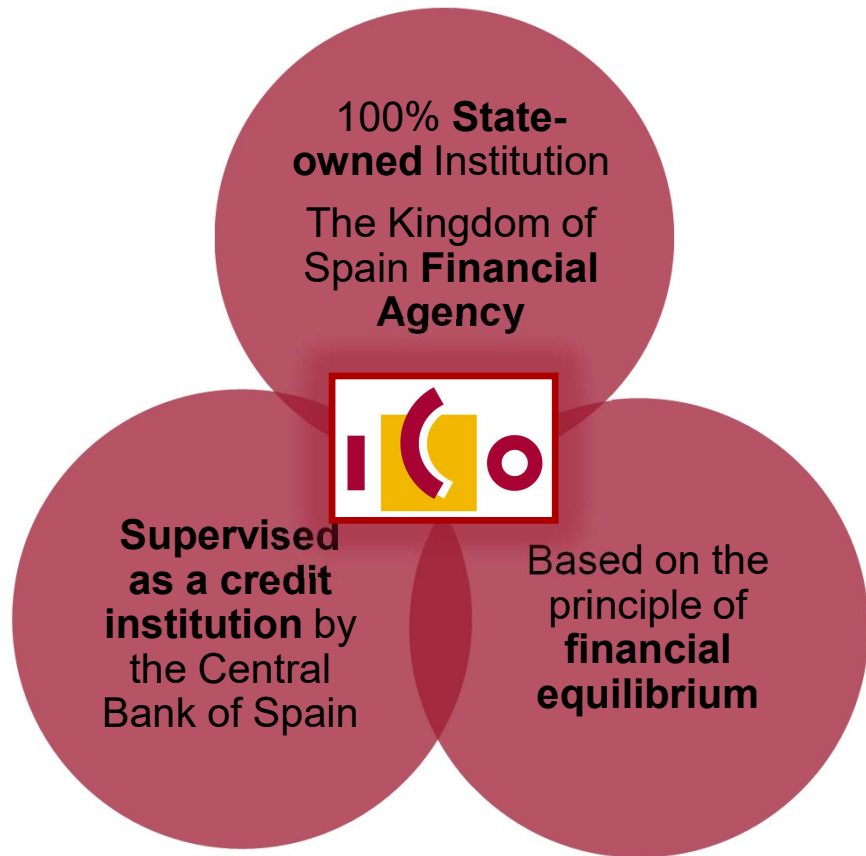 100% State-
owned Institution
The Kingdom of
Spain Financial
Agency
ICO
Supervised
as a credit
institution by
the Central
Bank of Spain
Based on the
principle of
financial
equilibrium